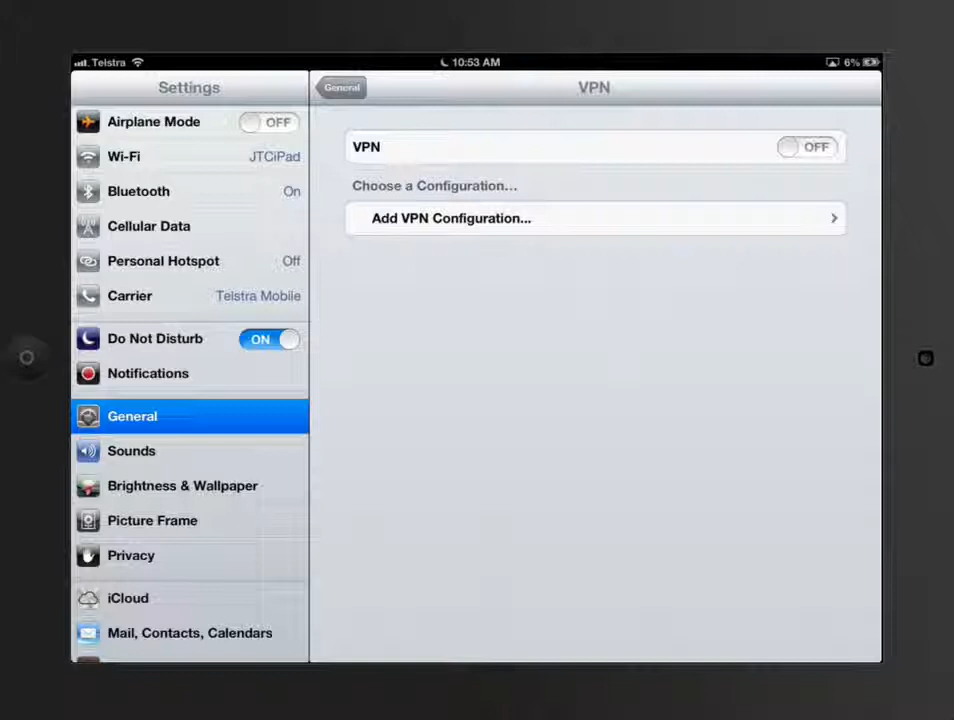 Telstra
10:53 AM
6%
Settings
General
VPN
Airplane Mode OFF
Wi-Fi JTCiPad
Bluetooth On
Cellular Data
Personal Hotspot Off
Carrier Telstra Mobile
Do Not Disturb ON
Notifications
General
Sounds
Brightness & Wallpaper
Picture Frame
Privacy
iCloud
Mail, Contacts, Calendars
VPN OFF
Choose a Configuration...
Add VPN Configuration...